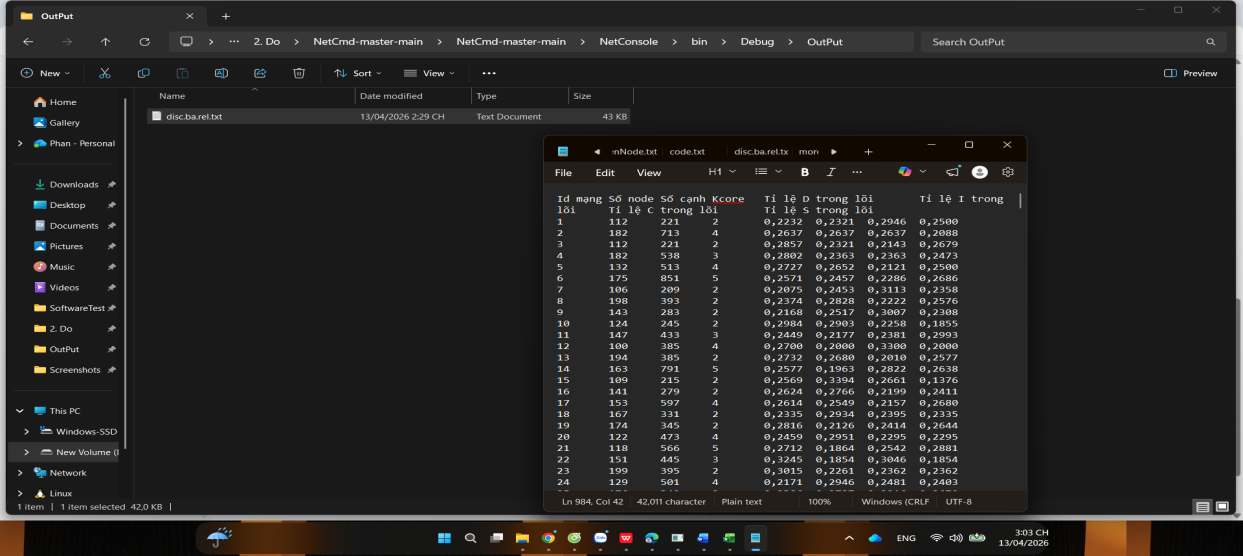 OutPut
2. Do > NetCmd-master-main > NetCmd-master-main > NetConsole > bin > Debug > OutPut
Search OutPut
New
Sort
View
Preview
Name
Date modified
Type
Size
disc.ba.rel.txt
13/04/2026 2:29 CH
Text Document
43 KB
Home
Gallery
Phan - Personal
Downloads
Desktop
Documents
Pictures
Music
Videos
SoftwareTest
2. Do
OutPut
Screenshots
This PC
Windows-SSD
New Volume (
Network
Linux
1 item
1 item selected 42,0 KB
nNode.txt
code.txt
disc.ba.rel.tx
more
File
Edit
View
H1
B
I
Id mạng Số node Số cạnh Kcore Tỉ lệ D trong lõi Tỉ lệ I trong
lõi Tỉ lệ C trong lõi Tỉ lệ S trong lõi
1 112 221 2 0,2232 0,2321 0,2946 0,2500
2 182 713 4 0,2637 0,2637 0,2637 0,2088
3 112 221 2 0,2857 0,2321 0,2143 0,2679
4 182 538 3 0,2802 0,2363 0,2363 0,2473
5 132 513 4 0,2727 0,2652 0,2121 0,2500
6 175 851 5 0,2571 0,2457 0,2286 0,2686
7 106 209 2 0,2075 0,2453 0,3113 0,2358
8 198 393 2 0,2374 0,2828 0,2222 0,2576
9 143 283 2 0,2168 0,2517 0,3007 0,2308
10 124 245 2 0,2984 0,2903 0,2258 0,1855
11 147 433 3 0,2449 0,2177 0,2381 0,2993
12 100 385 4 0,2700 0,2000 0,3300 0,2000
13 194 385 2 0,2732 0,2680 0,2010 0,2577
14 163 791 5 0,2577 0,1963 0,2822 0,2638
15 109 215 2 0,2569 0,3394 0,2661 0,1376
16 141 279 2 0,2624 0,2766 0,2199 0,2411
17 153 597 4 0,2614 0,2549 0,2157 0,2680
18 167 331 2 0,2335 0,2934 0,2395 0,2335
19 174 345 2 0,2816 0,2126 0,2414 0,2644
20 122 473 4 0,2459 0,2951 0,2295 0,2295
21 118 566 5 0,2712 0,1864 0,2542 0,2881
22 151 445 3 0,3245 0,1854 0,3046 0,1854
23 199 395 2 0,3015 0,2261 0,2362 0,2362
24 129 501 4 0,2171 0,2946 0,2481 0,2403
Ln 984, Col 42
42,011 character
Plain text
100%
Windows (CRLF
UTF-8
ENG
3:03 CH
13/04/2026